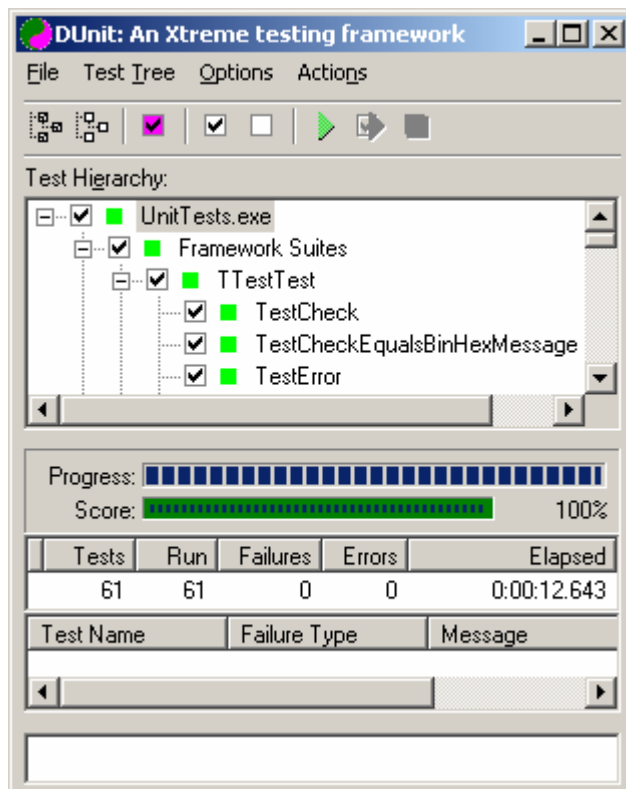 DUnit: An Xtreme testing framework
File Test Tree Options Actions
Test Hierarchy:
UnitTests.exe
Framework Suites
TTestTest
TestCheck
TestCheckEqualsBinHexMessage
TestError
Progress:
Score: 100%
Tests Run Failures Errors Elapsed
61 61 0 0 0:00:12.643
Test Name Failure Type Message